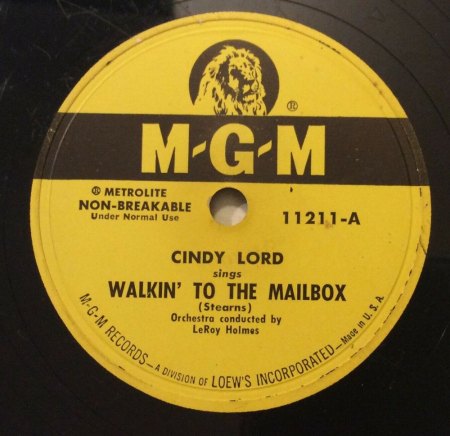 ®
M-G-M
® METROLITE
NON-BREAKABLE
Under Normal Use
11211-A
CINDY LORD
sings
WALKIN' TO THE MAILBOX
(Stearns)
Orchestra conducted by
LeRoy Holmes
M-G-M RECORDS—A DIVISION OF LOEW'S INCORPORATED—Made in U.S.A.